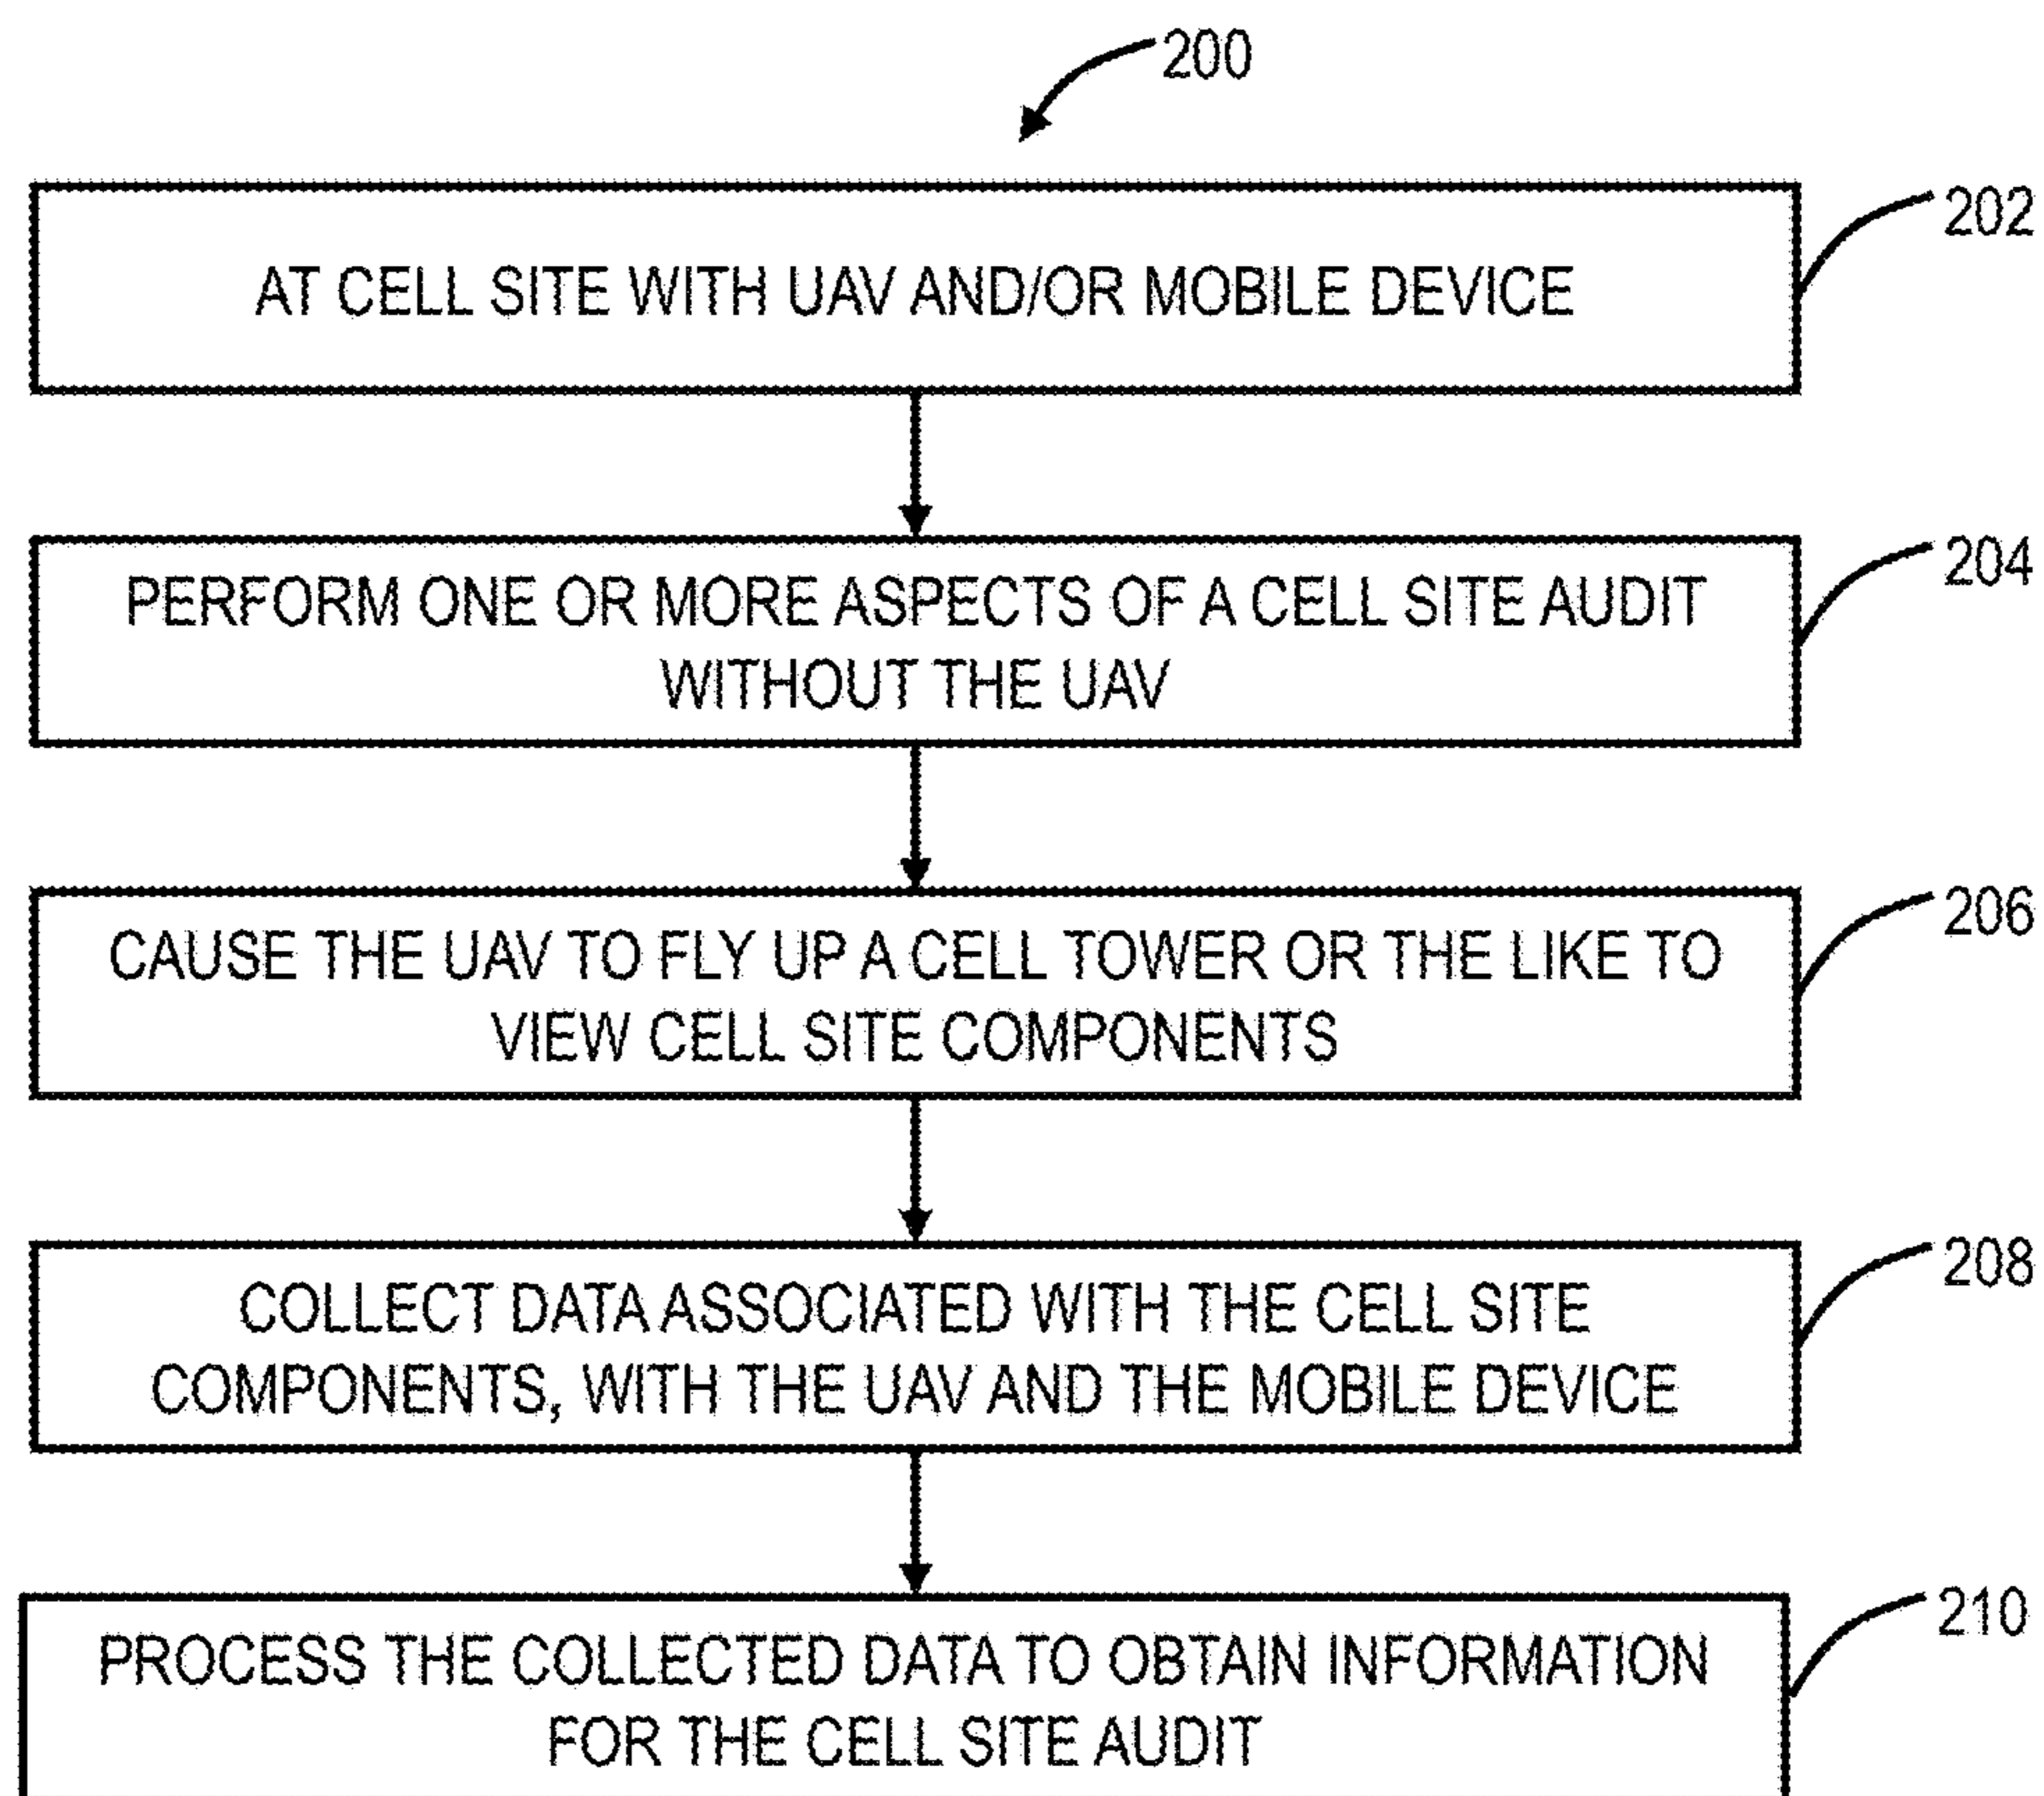 200
AT CELL SITE WITH UAV AND/OR MOBILE DEVICE
202
PERFORM ONE OR MORE ASPECTS OF A CELL SITE AUDIT
WITHOUT THE UAV
204
CAUSE THE UAV TO FLY UP A CELL TOWER OR THE LIKE TO
VIEW CELL SITE COMPONENTS
206
COLLECT DATA ASSOCIATED WITH THE CELL SITE
COMPONENTS, WITH THE UAV AND THE MOBILE DEVICE
208
PROCESS THE COLLECTED DATA TO OBTAIN INFORMATION
FOR THE CELL SITE AUDIT
210